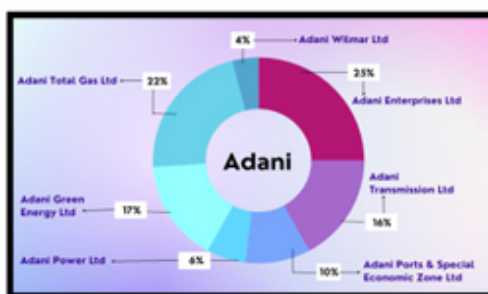 4%
Adani Wilmar Ltd
Adani Total Gas Ltd
22%
25%
Adani Enterprises Ltd
Adani
Adani
Transmission Ltd
Adani Green
Energy Ltd
17%
16%
Adani Power Ltd
6%
10%
Adani Ports & Special
Economic Zone Ltd